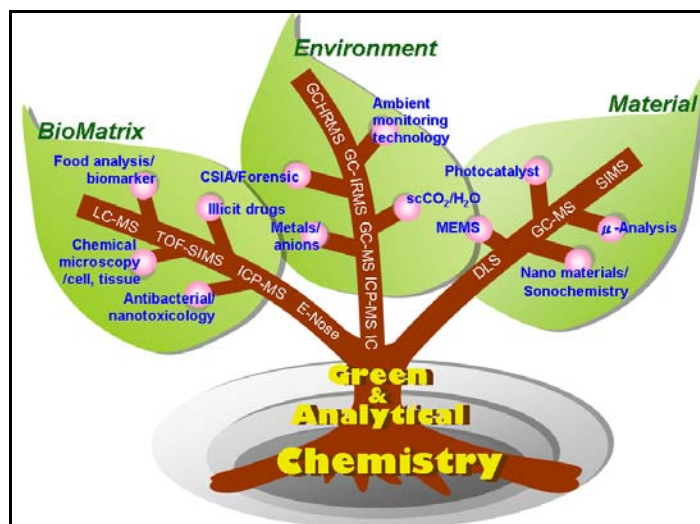 Environment
BioMatrix
Material
Food analysis/
biomarker
Illicit drugs
Chemical
microscopy
/cell, tissue
Antibacterial/
nanotoxicology
LC-MS TOF-SIMS ICP-MS E-Nose
Ambient
monitoring
technology
CSIA/Forensic
scCO₂/H₂O
Metals/
anions
GC-HRMS GC-IRMS GC-MS ICP-MS IC
Photocatalyst
MEMS
μ-Analysis
Nano materials/
Sonochemistry
DLS GC-MS SIMS
Green
&
Analytical
Chemistry